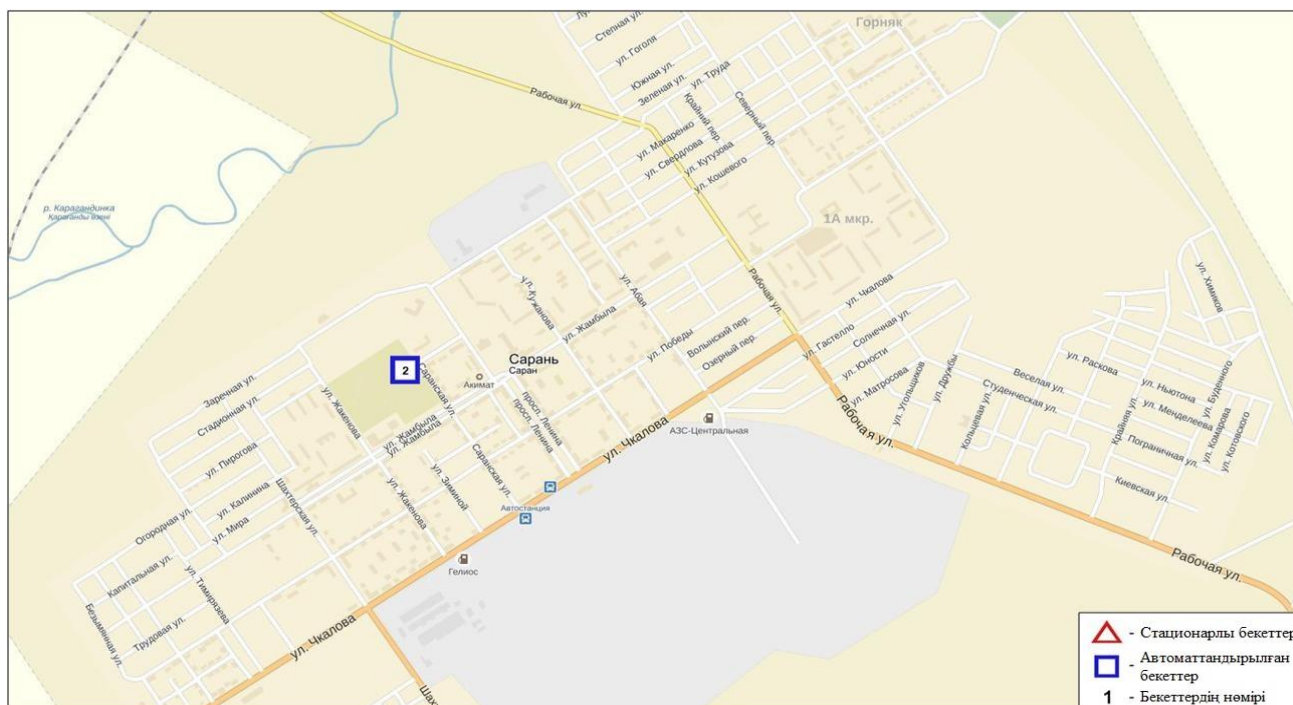 Горняк
Степная ул.
ул. Гоголя
Южная ул.
Зеленая ул.
ул. Труда
Рабочая ул.
Крайний пер.
Северный пер.
ул. Макаренко
ул. Свердлова
ул. Кутузова
ул. Кошевого
р. Карагандинка
Караганды өзені
1А мкр.
ул. Химиков
Рабочая ул.
ул. Чкалова
ул. Кужанова
ул. Абая
ул. Жамбыла
ул. Победы
Волынский пер.
Озерный пер.
ул. Гастелло
Солнечная ул.
ул. Юности
ул. Матросова
ул. Угольщиков
ул. Дружбы
Веселая ул.
Студенческая ул.
Кольцевая ул.
ул. Раскова
ул. Ньютона
ул. Буденного
ул. Менделеева
Крайняя ул.
Пограничная ул.
ул. Комарова
ул. Котовского
Киевская ул.
Сарань
Саран
Акимат
2
Саранская ул.
Заречная ул.
Стадионная ул.
ул. Жакенова
ул. Жамбыла
ул. Жамбыла
просп. Ленина
просп. Ленина
ул. Чкалова
АЗС-Центральная
Рабочая ул.
ул. Пирогова
ул. Калинина
Огородная ул.
ул. Мира
Шахтерская ул.
ул. Жакенова
ул. Зиминой
Саранская ул.
Автостанция
Гелиос
Капитальная ул.
ул. Тимирязева
Безымянная ул.
Трудовая ул.
ул. Чкалова
Рабочая ул.
- Стационарлы бекеттер
- Автоматтандырылған
бекеттер
1 - Бекеттердің нөмірі